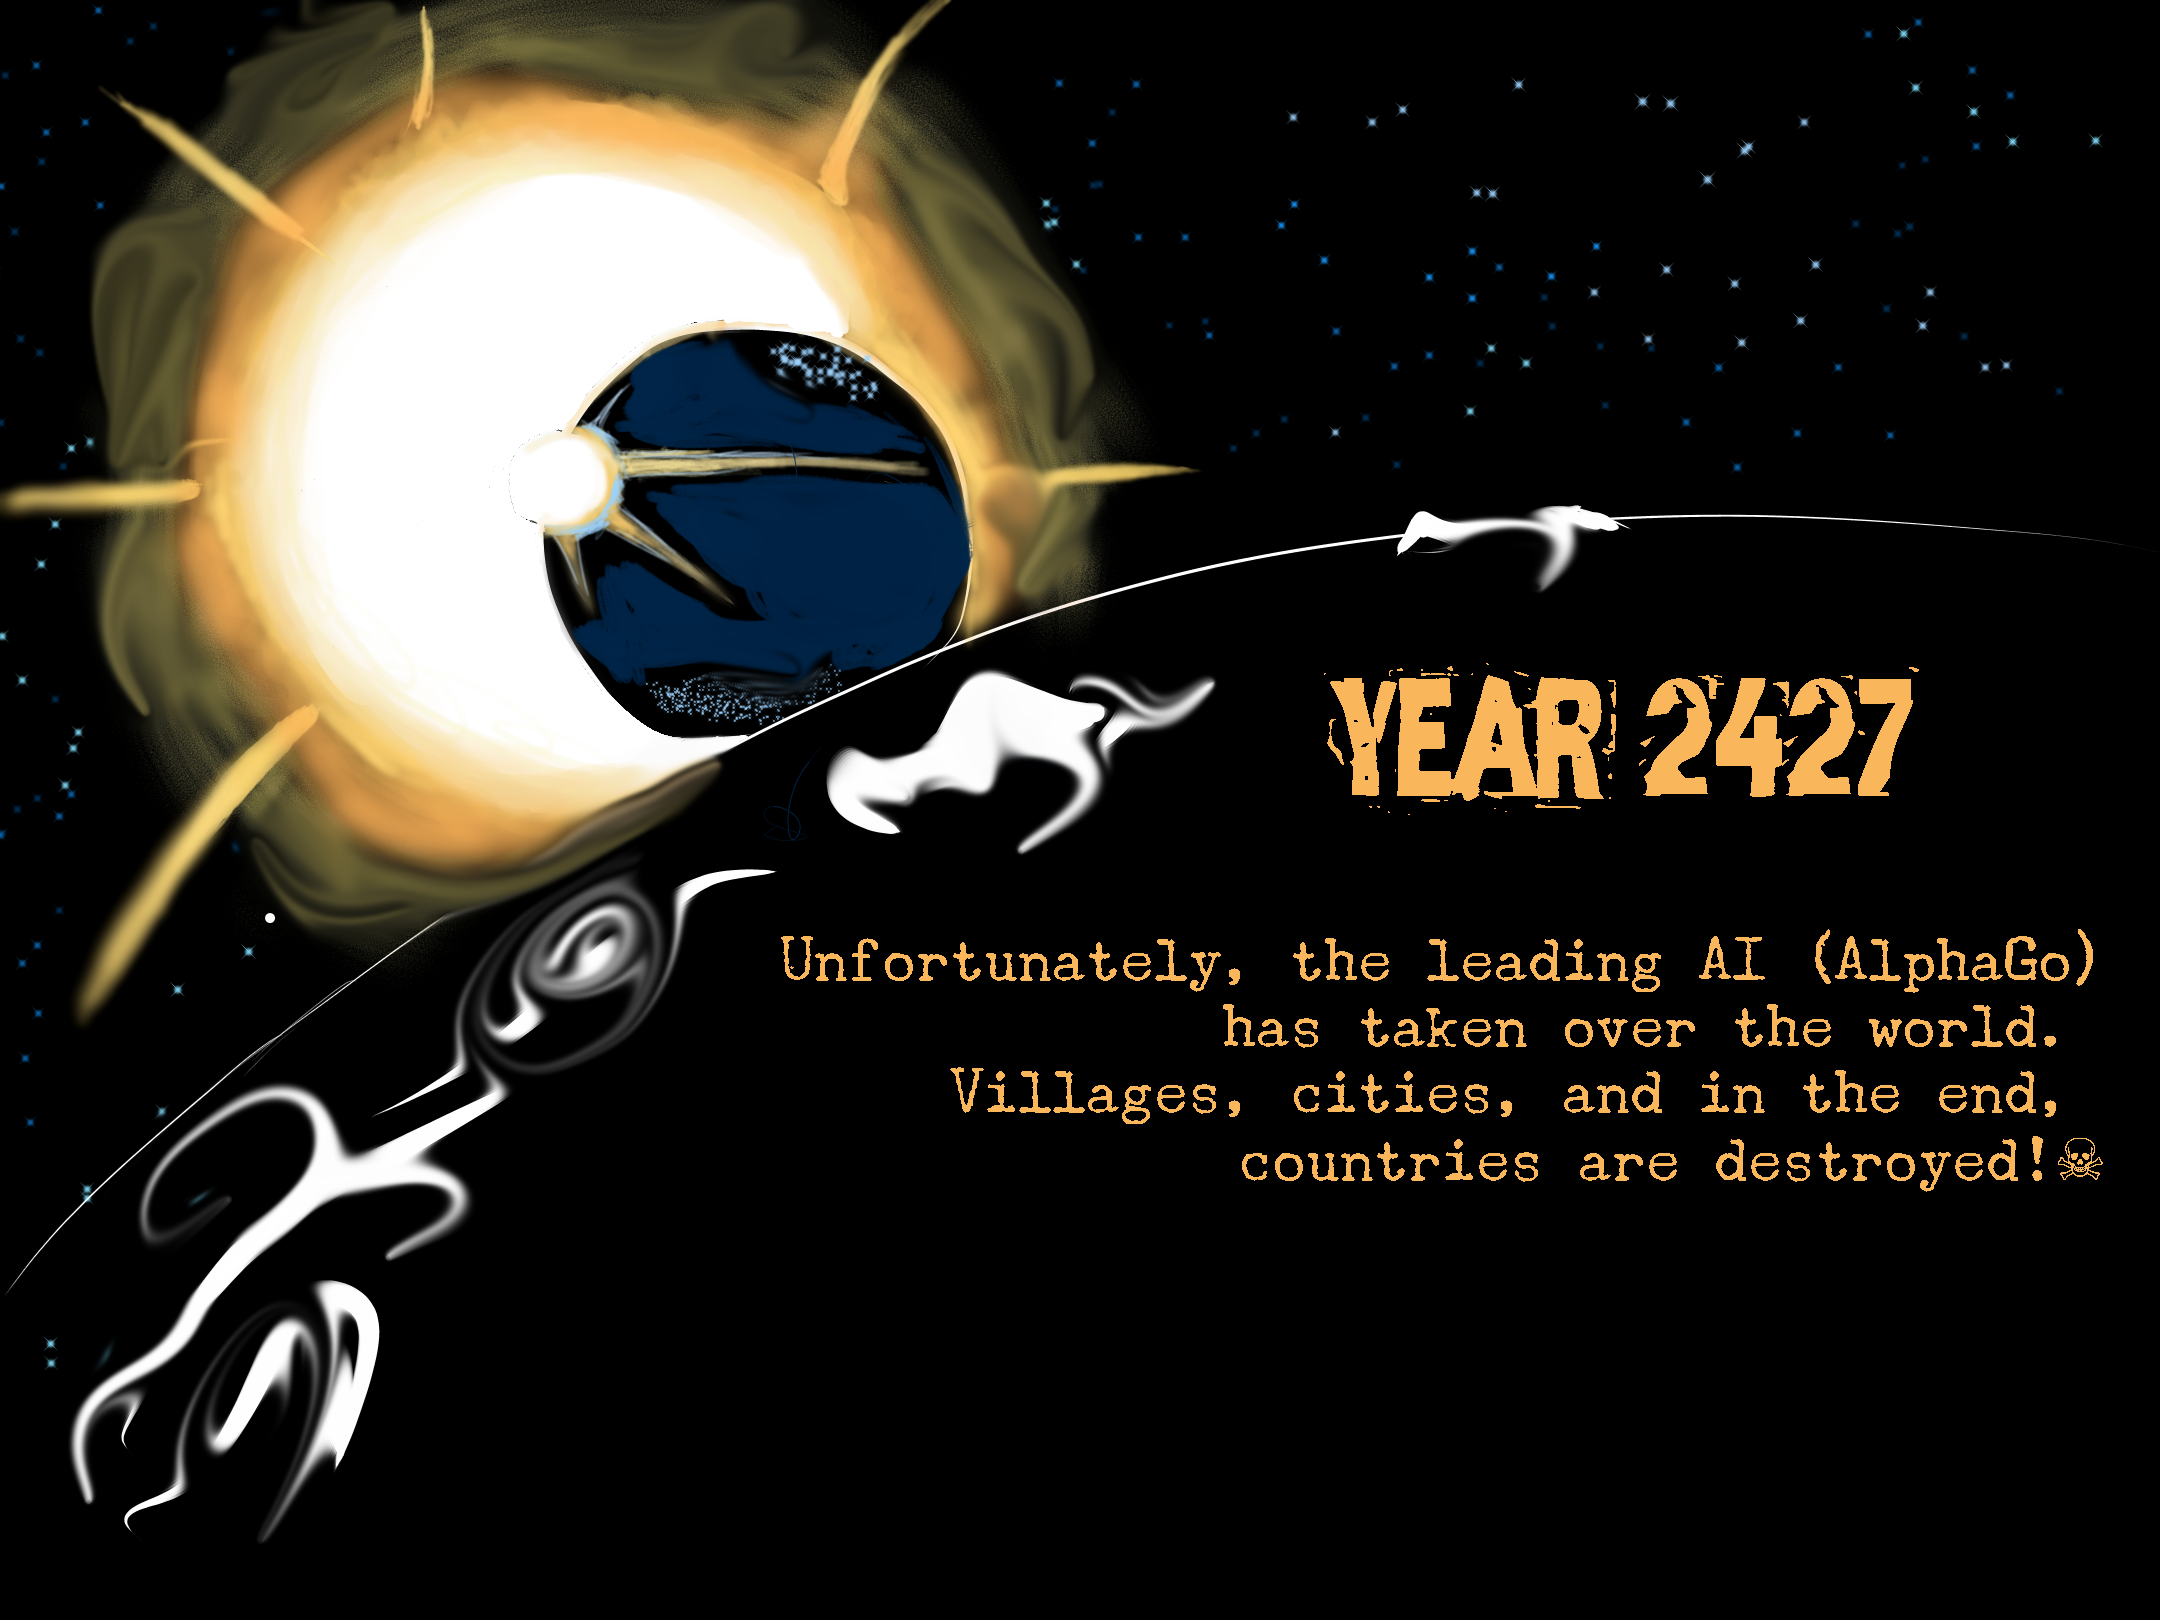 YEAR 2427
Unfortunately, the leading AI (AlphaGo)
has taken over the world.
Villages, cities, and in the end,
countries are destroyed!☠